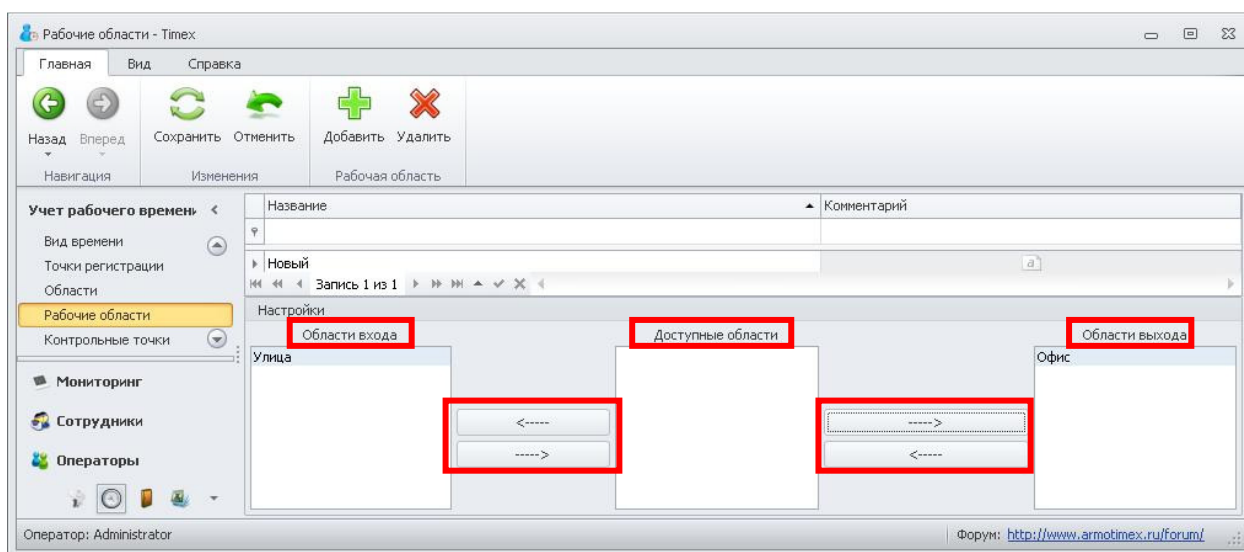 Рабочие области - Timex
Главная Вид Справка
Назад Вперед Сохранить Отменить Добавить Удалить
Навигация Изменения Рабочая область
Учет рабочего времени <
Вид времени
Точки регистрации
Области
Рабочие области
Контрольные точки
Мониторинг
Сотрудники
Операторы
Название Комментарий
Новый a
Запись 1 из 1
Настройки
Области входа Доступные области Области выхода
Улица Офис
<----- ----->
-----> <-----
Оператор: Administrator Форум: http://www.armotimex.ru/forum/